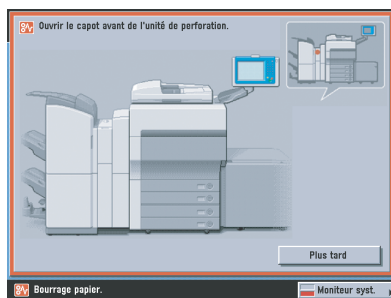 Ouvrir le capot avant de l'unité de perforation.
Plus tard
Bourrage papier.
Moniteur syst.